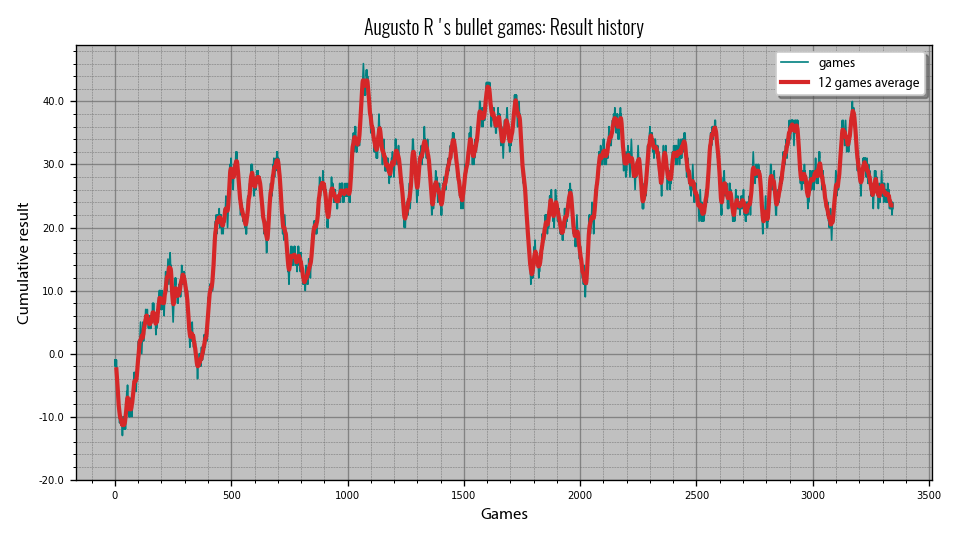 Augusto R 's bullet games: Result history
games
12 games average
Cumulative result
40.0
30.0
20.0
10.0
0.0
-10.0
-20.0
0 500 1000 1500 2000 2500 3000 3500
Games